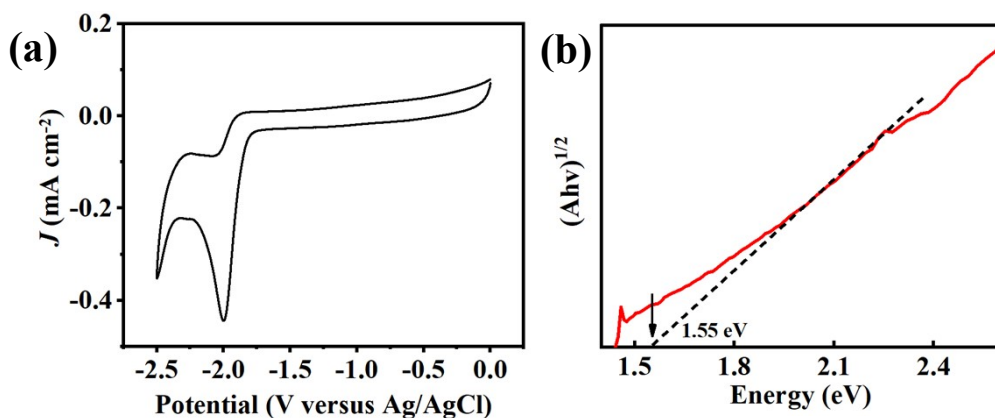 (a)
J (mA cm⁻²)
0.2
0.0
-0.2
-0.4
-2.5 -2.0 -1.5 -1.0 -0.5 0.0
Potential (V versus Ag/AgCl)
(b)
(Ahv)^{1/2}
1.55 eV
1.5 1.8 2.1 2.4
Energy (eV)